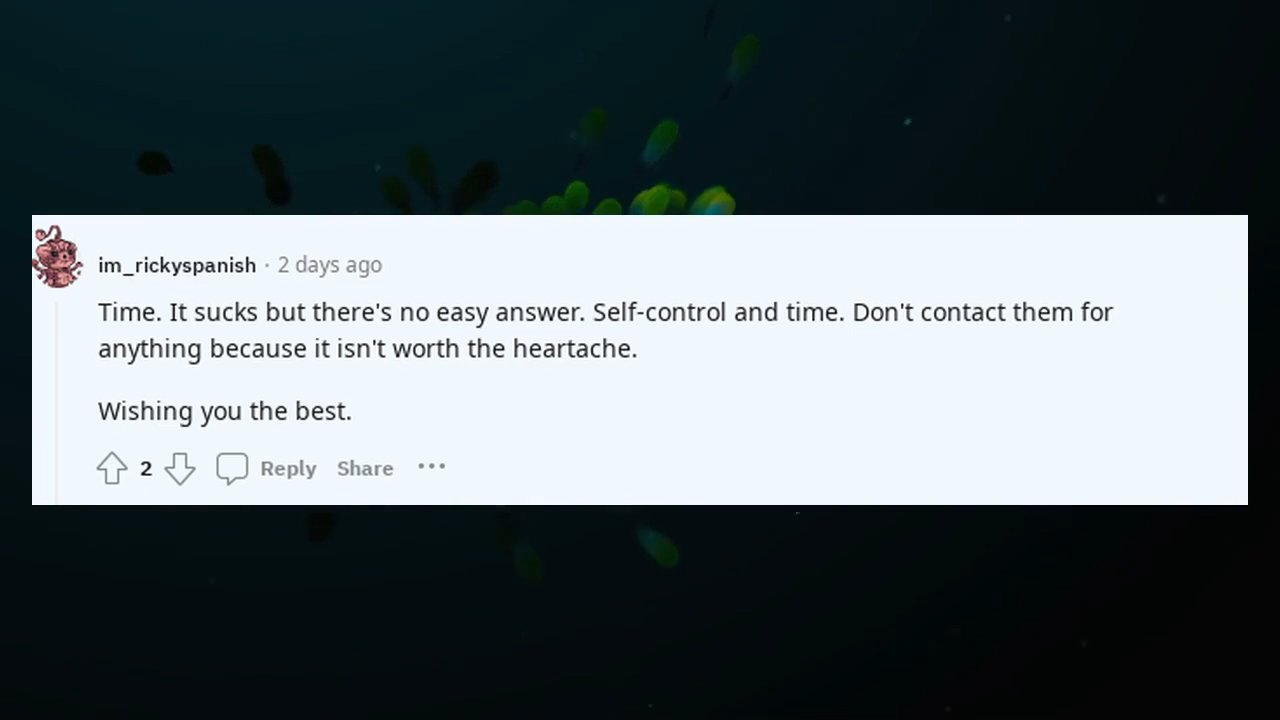 im_rickyspanish · 2 days ago
Time. It sucks but there's no easy answer. Self-control and time. Don't contact them for
anything because it isn't worth the heartache.
Wishing you the best.
2 Reply Share ···